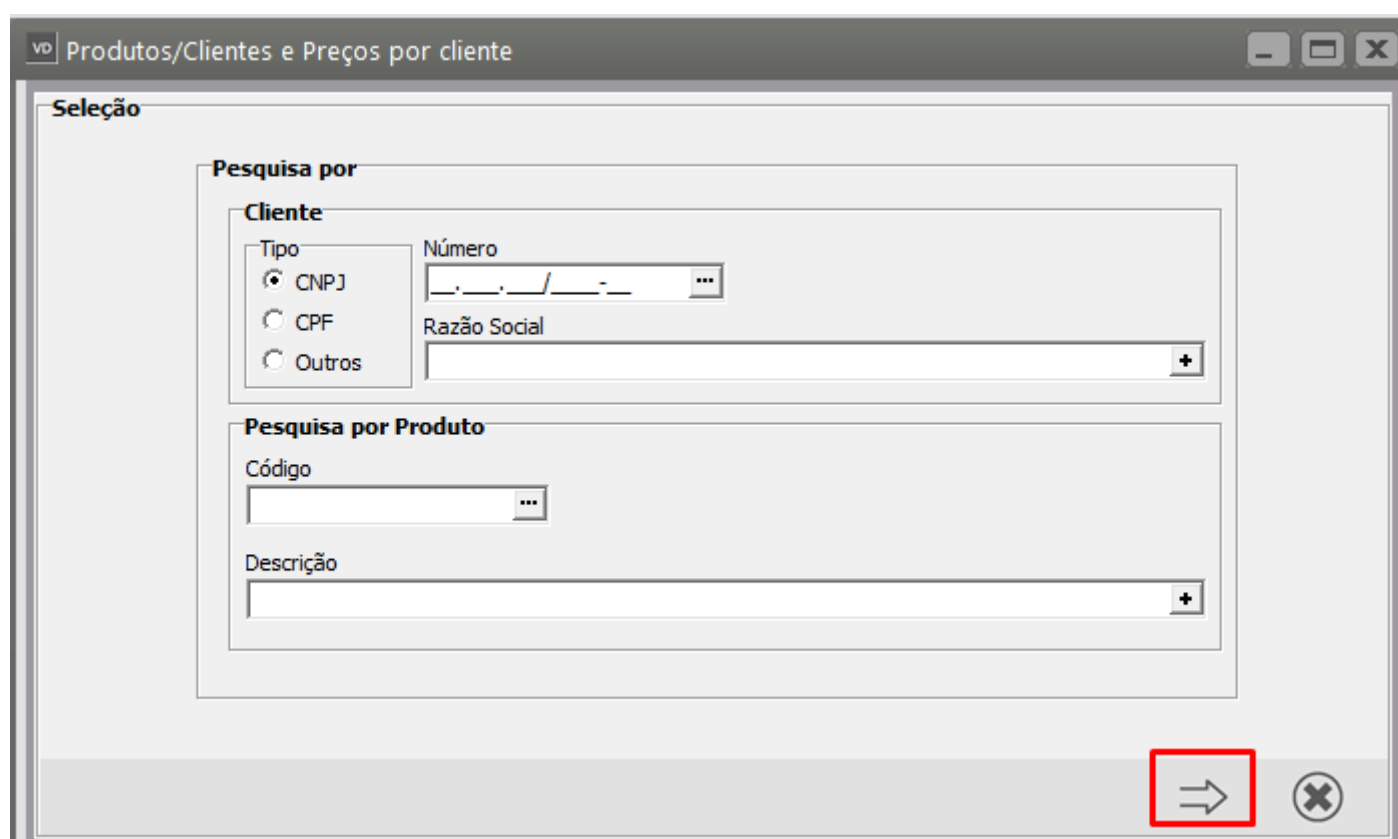 VD Produtos/Clientes e Preços por cliente
Seleção
Pesquisa por
Cliente
Tipo
CNPJ
CPF
Outros
Número
__.___.___/____-__
Razão Social
Pesquisa por Produto
Código
Descrição